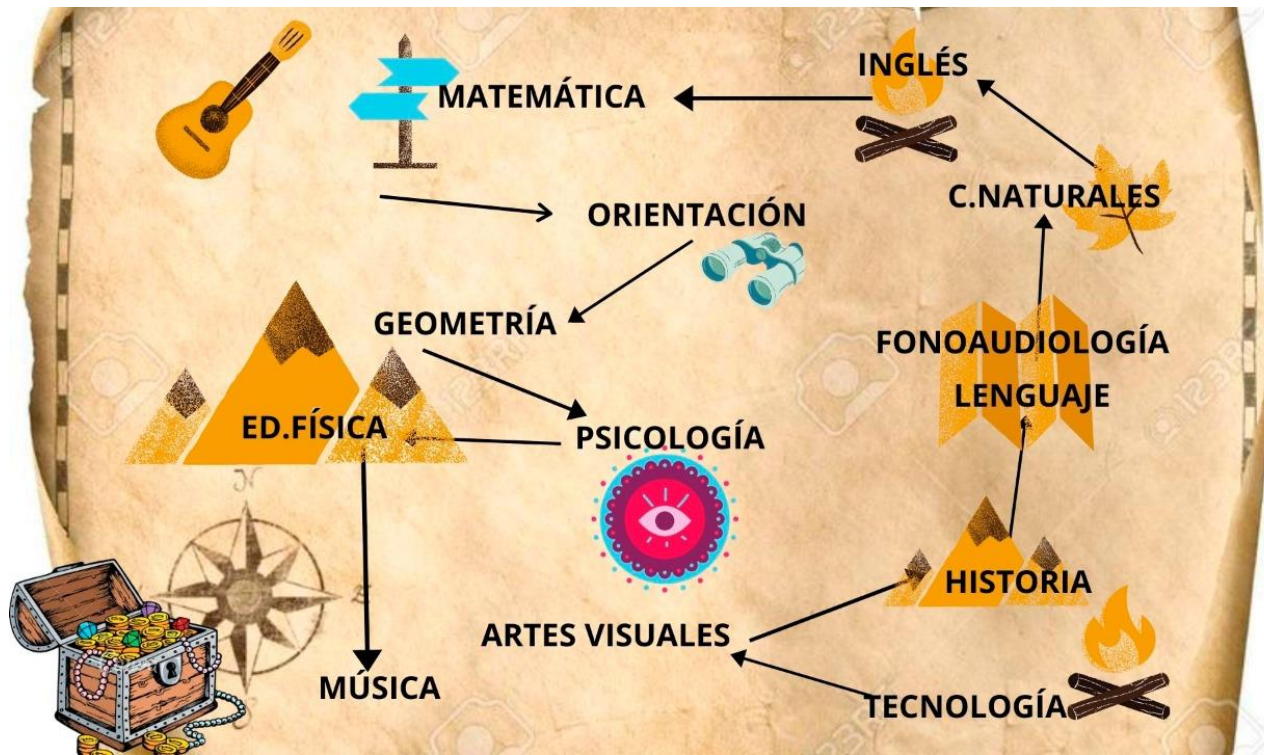 INGLÉS
MATEMÁTICA
C.NATURALES
ORIENTACIÓN
GEOMETRÍA
FONOAUDIOLOGÍA
LENGUAJE
ED.FÍSICA
PSICOLOGÍA
HISTORIA
ARTES VISUALES
MÚSICA
TECNOLOGÍA